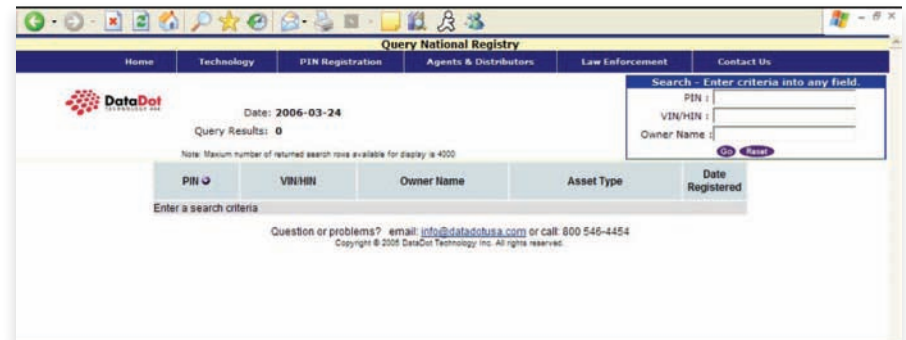 Query National Registry
Home Technology PIN Registration Agents & Distributors Law Enforcement Contact Us
Search - Enter criteria into any field.
PIN :
VIN/HIN :
Owner Name :
Go Reset
DataDot
Date: 2006-03-24
Query Results: 0
Note: Maxium number of returned search rows available for display is 4000
PIN VIN/HIN Owner Name Asset Type Date Registered
Enter a search criteria
Question or problems? email: info@datadotusa.com or call: 800 546-4454
Copyright © 2005 DataDot Technology Inc. All rights reserved.